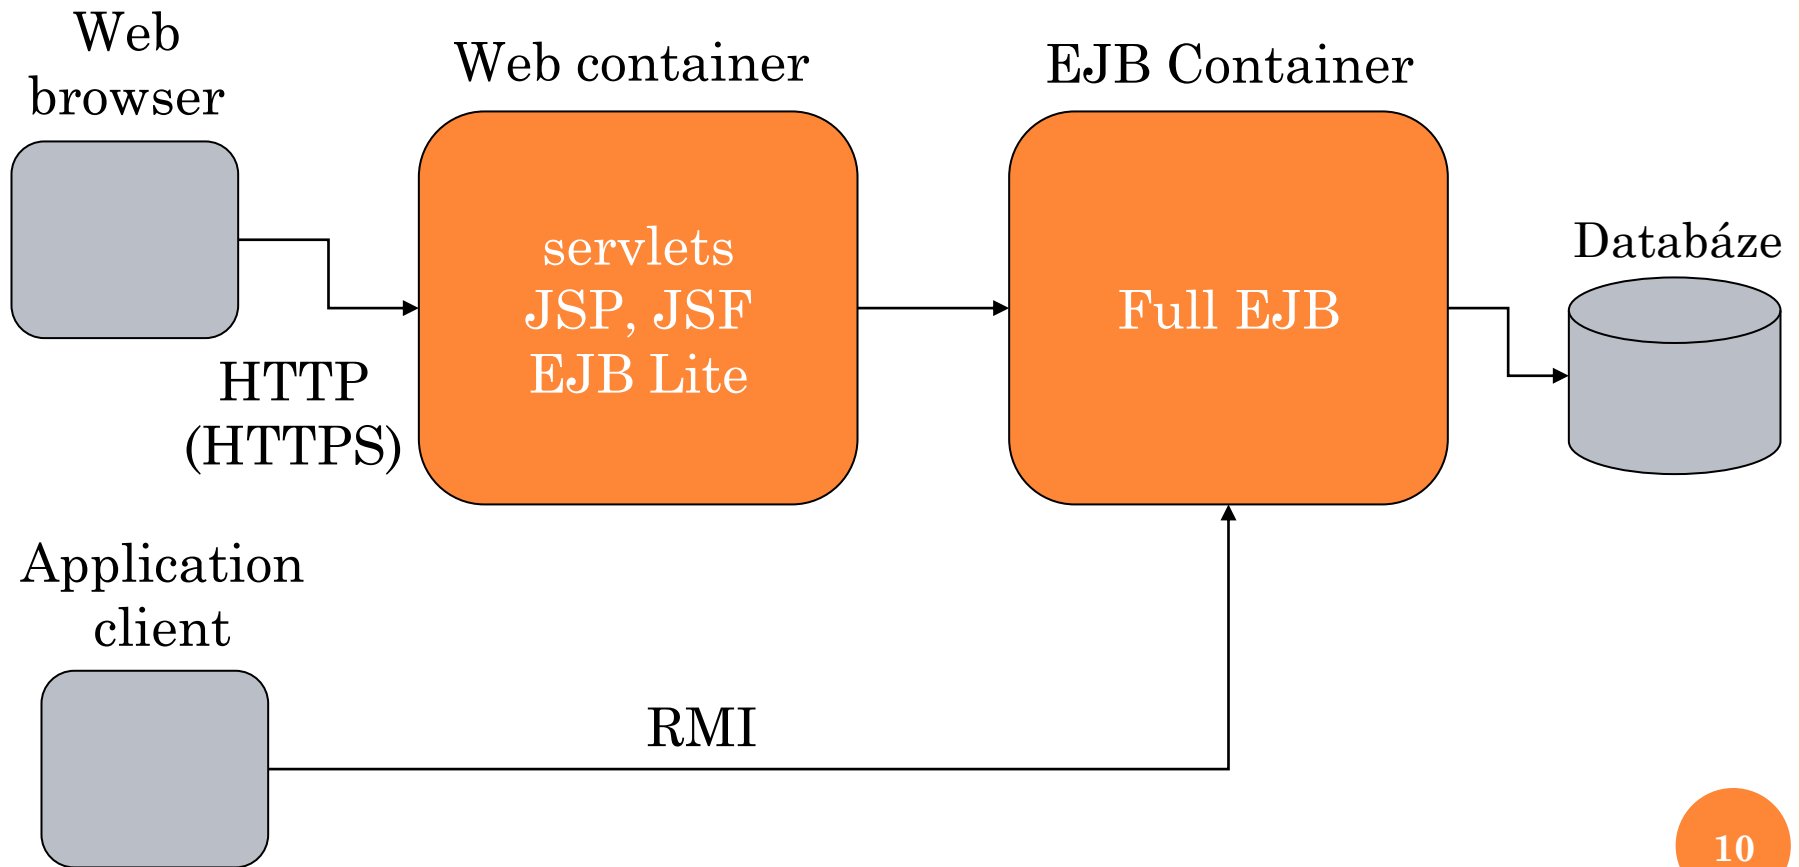 Web
browser
Web container
EJB Container
servlets
JSP, JSF
EJB Lite
Full EJB
Databáze
HTTP
(HTTPS)
Application
client
RMI
10